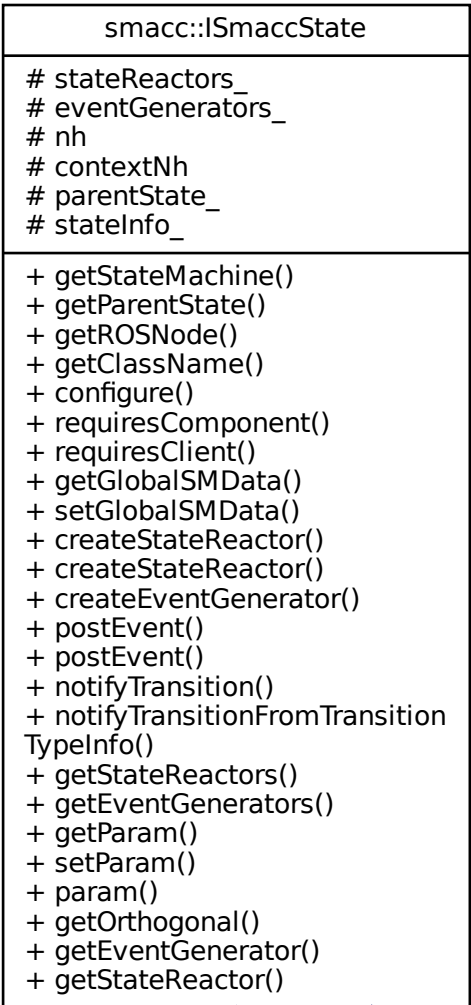 smacc::ISmaccState
# stateReactors_
# eventGenerators_
# nh
# contextNh
# parentState_
# stateInfo_
+ getStateMachine()
+ getParentState()
+ getROSNode()
+ getClassName()
+ configure()
+ requiresComponent()
+ requiresClient()
+ getGlobalSMData()
+ setGlobalSMData()
+ createStateReactor()
+ createStateReactor()
+ createEventGenerator()
+ postEvent()
+ postEvent()
+ notifyTransition()
+ notifyTransitionFromTransition
TypeInfo()
+ getStateReactors()
+ getEventGenerators()
+ getParam()
+ setParam()
+ param()
+ getOrthogonal()
+ getEventGenerator()
+ getStateReactor()